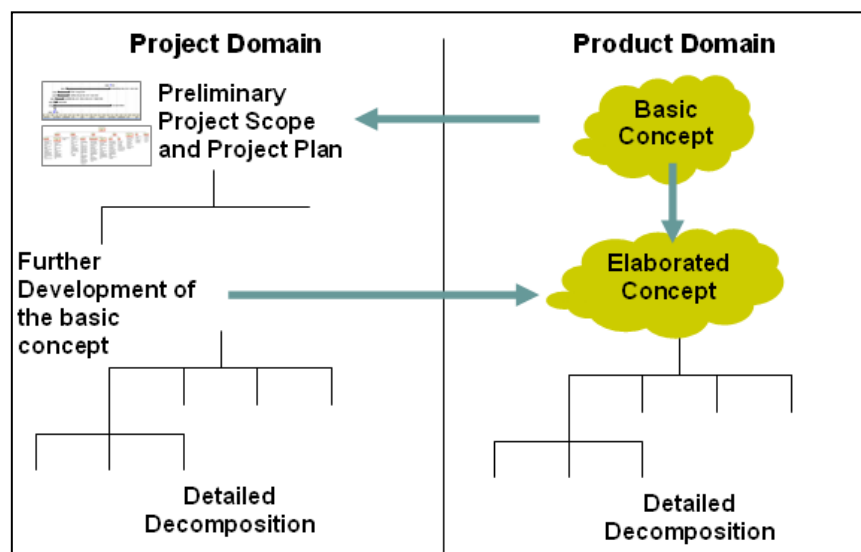 Project Domain
Preliminary
Project Scope
and Project Plan
Further
Development of
the basic
concept
Detailed
Decomposition
Product Domain
Basic
Concept
Elaborated
Concept
Detailed
Decomposition